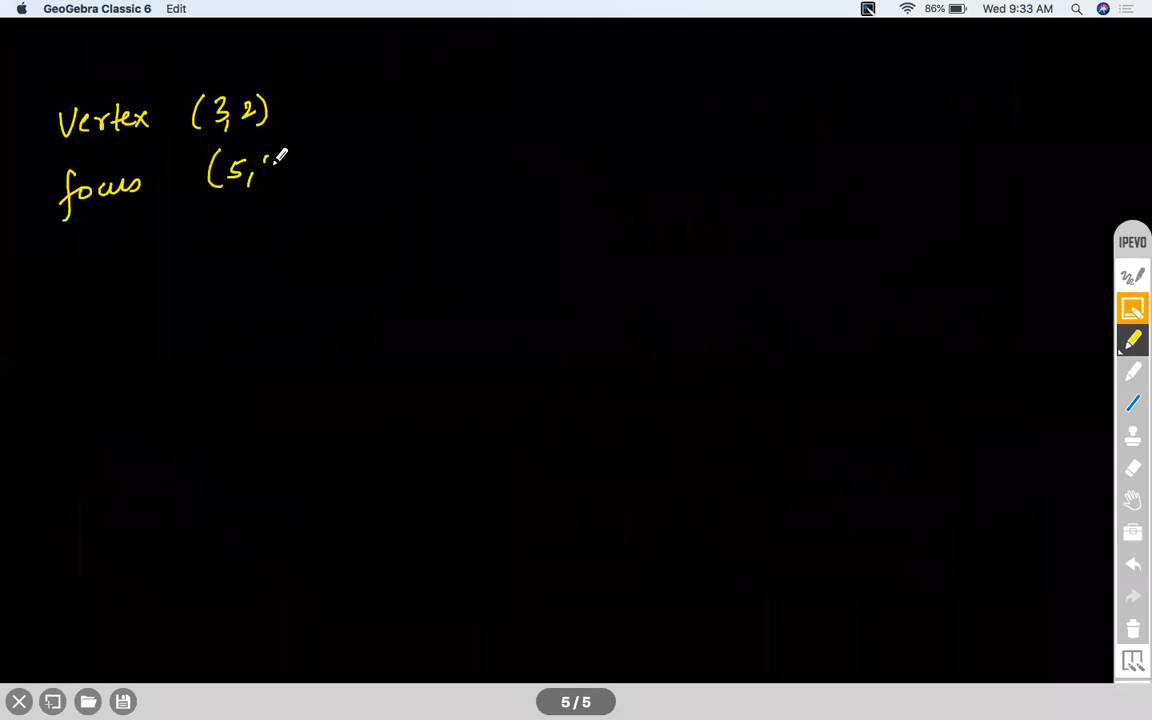 GeoGebra Classic 6 Edit 86% Wed 9:33 AM
vertex (3, 2)
focus (5,
IPEVO
5 / 5